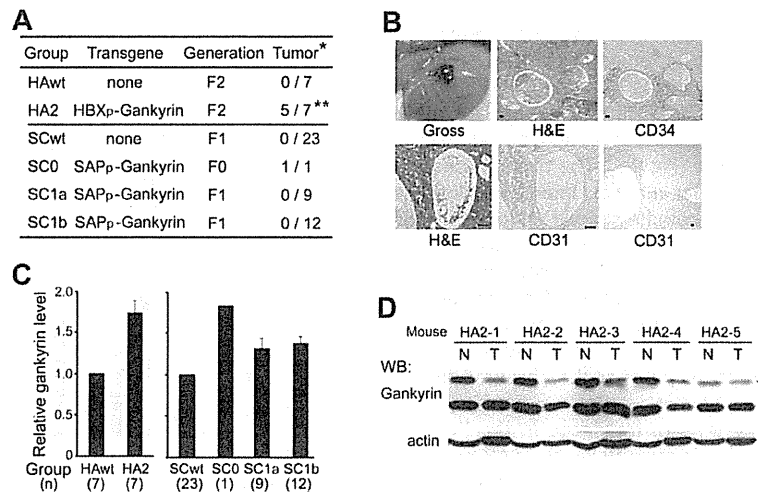 A
Group Transgene Generation Tumor*
HAwt none F2 0 / 7
HA2 HBXp-Gankyrin F2 5 / 7**
SCwt none F1 0 / 23
SC0 SAPp-Gankyrin F0 1 / 1
SC1a SAPp-Gankyrin F1 0 / 9
SC1b SAPp-Gankyrin F1 0 / 12
B
Gross H&E CD34
H&E CD31 CD31
C
Relative gankyrin level
2.0
1.5
1.0
0.5
0
Group HAwt HA2 SCwt SC0 SC1a SC1b
(n) (7) (7) (23) (1) (9) (12)
D
Mouse HA2-1 HA2-2 HA2-3 HA2-4 HA2-5
N T N T N T N T N T
WB:
Gankyrin
actin